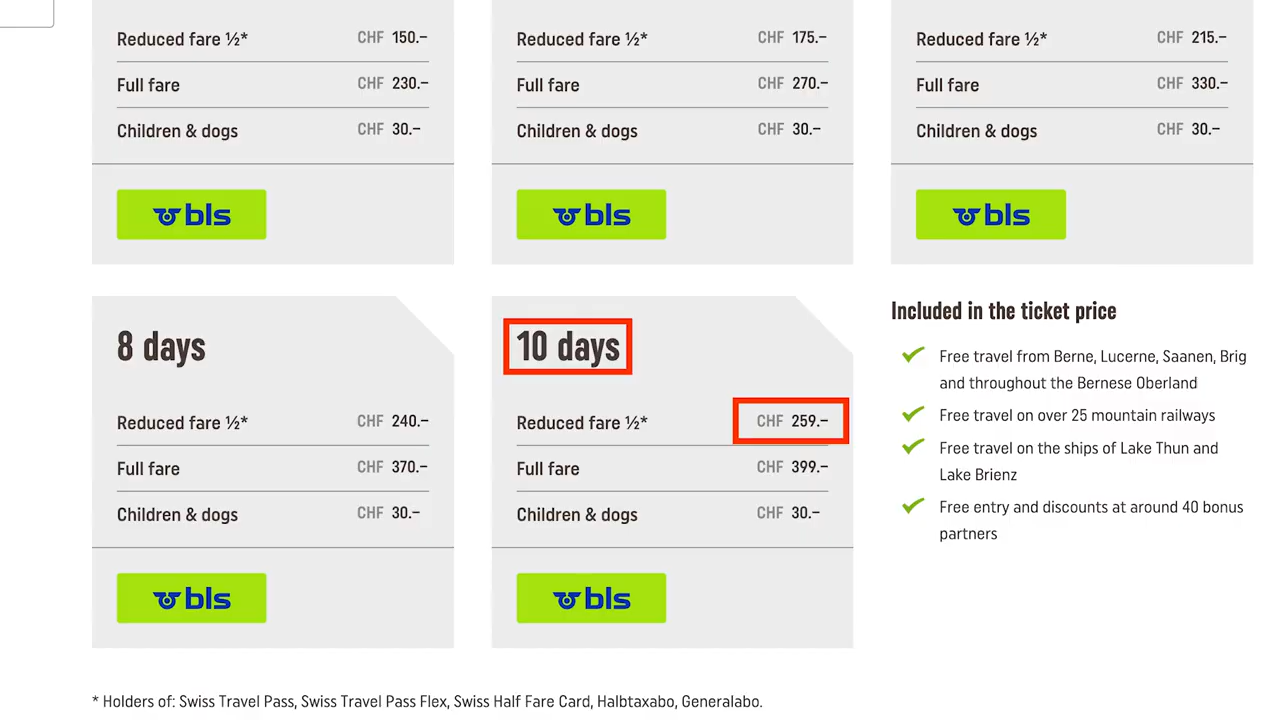 Reduced fare ½* CHF 150.–
Full fare CHF 230.–
Children & dogs CHF 30.–
bls
Reduced fare ½* CHF 175.–
Full fare CHF 270.–
Children & dogs CHF 30.–
bls
Reduced fare ½* CHF 215.–
Full fare CHF 330.–
Children & dogs CHF 30.–
bls
8 days
Reduced fare ½* CHF 240.–
Full fare CHF 370.–
Children & dogs CHF 30.–
bls
10 days
Reduced fare ½* CHF 259.–
Full fare CHF 399.–
Children & dogs CHF 30.–
bls
Included in the ticket price
Free travel from Berne, Lucerne, Saanen, Brig
and throughout the Bernese Oberland
Free travel on over 25 mountain railways
Free travel on the ships of Lake Thun and
Lake Brienz
Free entry and discounts at around 40 bonus
partners
* Holders of: Swiss Travel Pass, Swiss Travel Pass Flex, Swiss Half Fare Card, Halbtaxabo, Generalabo.